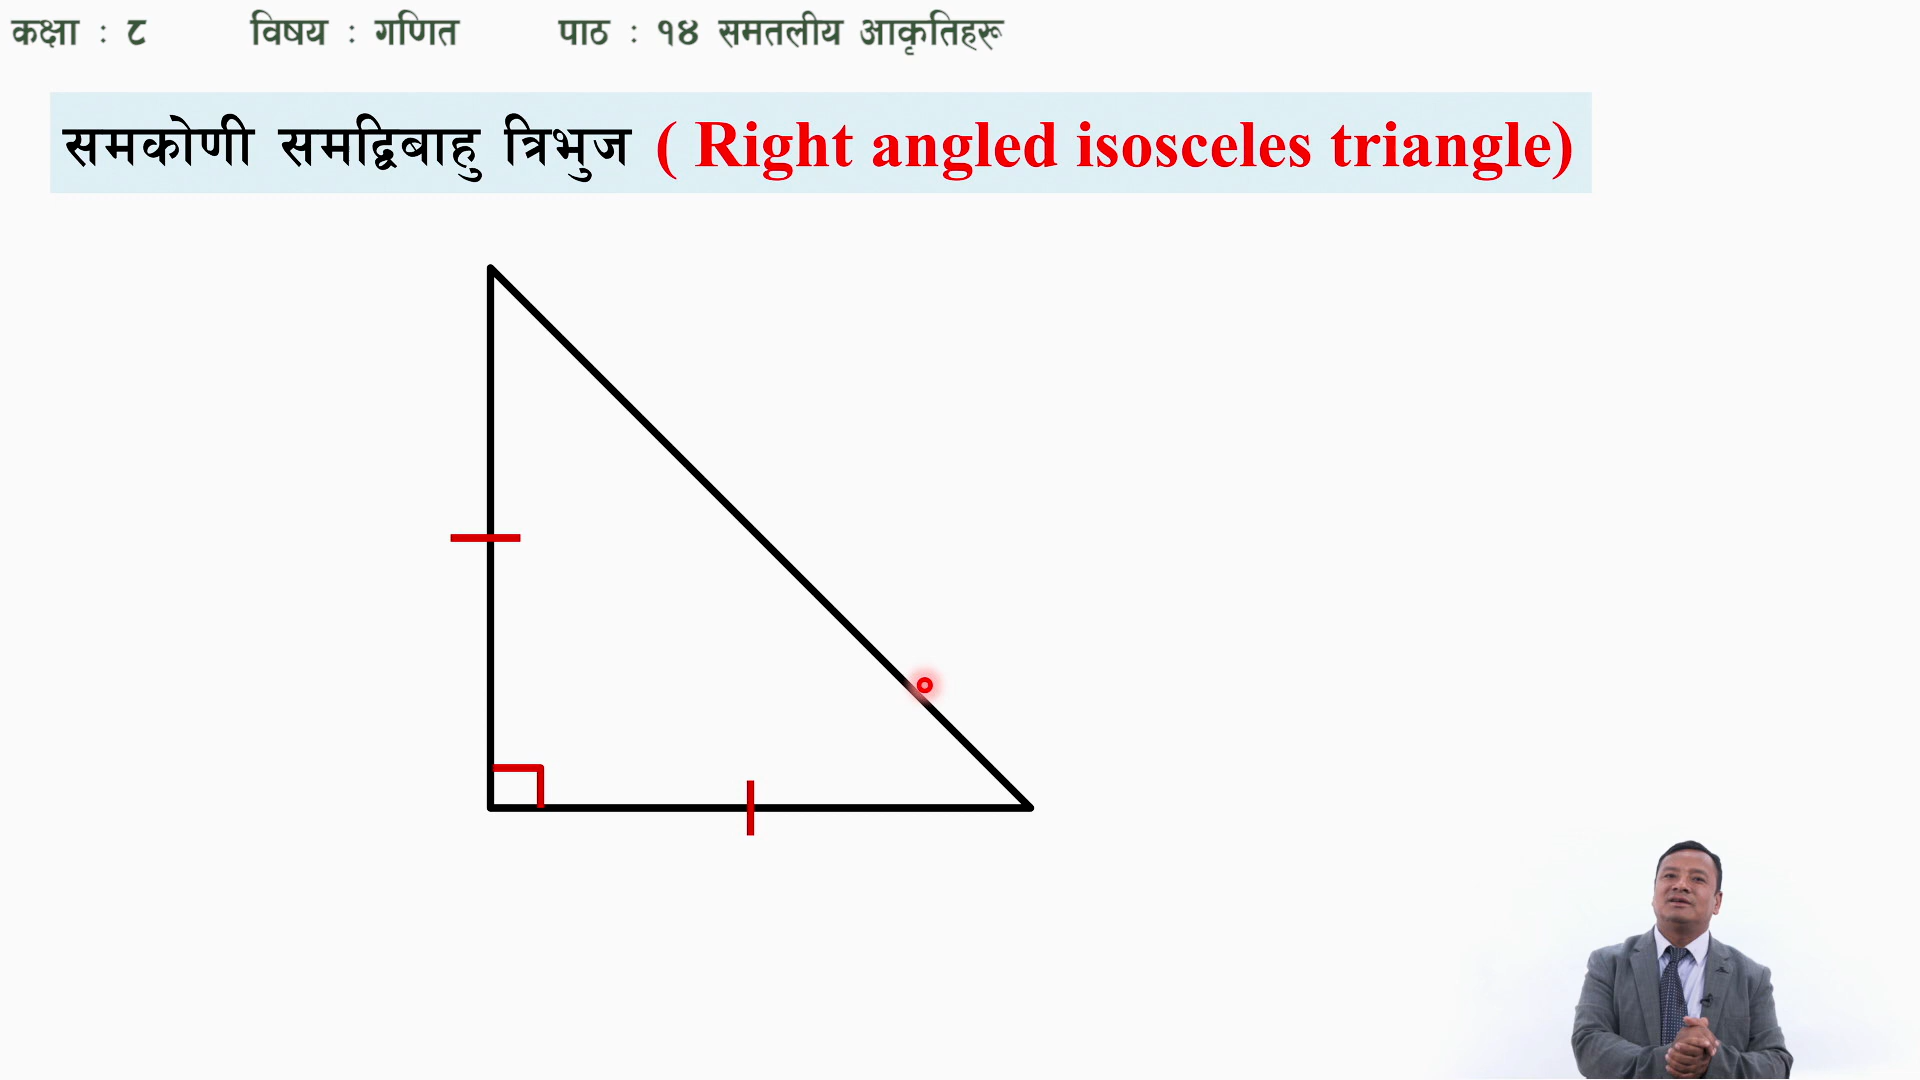 कक्षा : ८ विषय : गणित पाठ : १४ समतलीय आकृतिहरू
समकोणी समद्विबाहु त्रिभुज ( Right angled isosceles triangle)